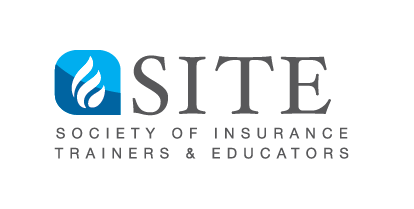 SITE
SOCIETY OF INSURANCE
TRAINERS & EDUCATORS